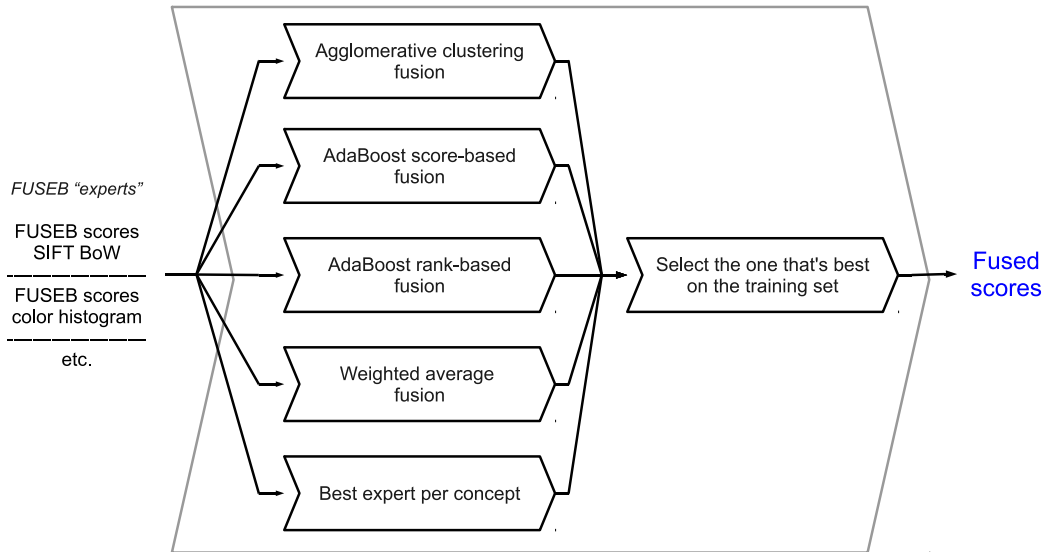 FUSEB “experts”
FUSEB scores
SIFT BoW
FUSEB scores
color histogram
etc.
Agglomerative clustering
fusion
AdaBoost score-based
fusion
AdaBoost rank-based
fusion
Weighted average
fusion
Best expert per concept
Select the one that's best
on the training set
Fused
scores